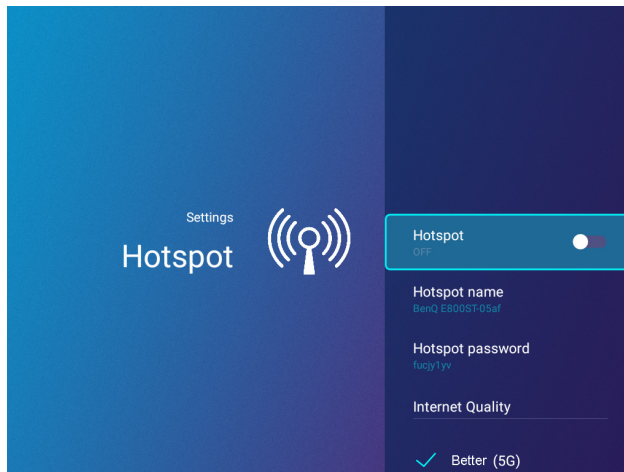 Settings
Hotspot
Hotspot
OFF
Hotspot name
BenQ E800ST-05af
Hotspot password
fucjy1yv
Internet Quality
Better (5G)